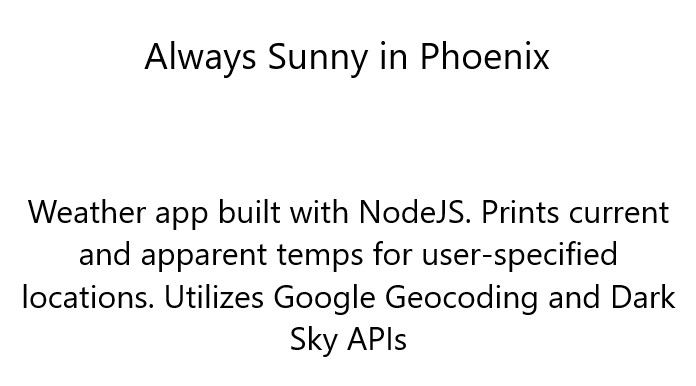 Always Sunny in Phoenix
Weather app built with NodeJS. Prints current
and apparent temps for user-specified
locations. Utilizes Google Geocoding and Dark
Sky APIs